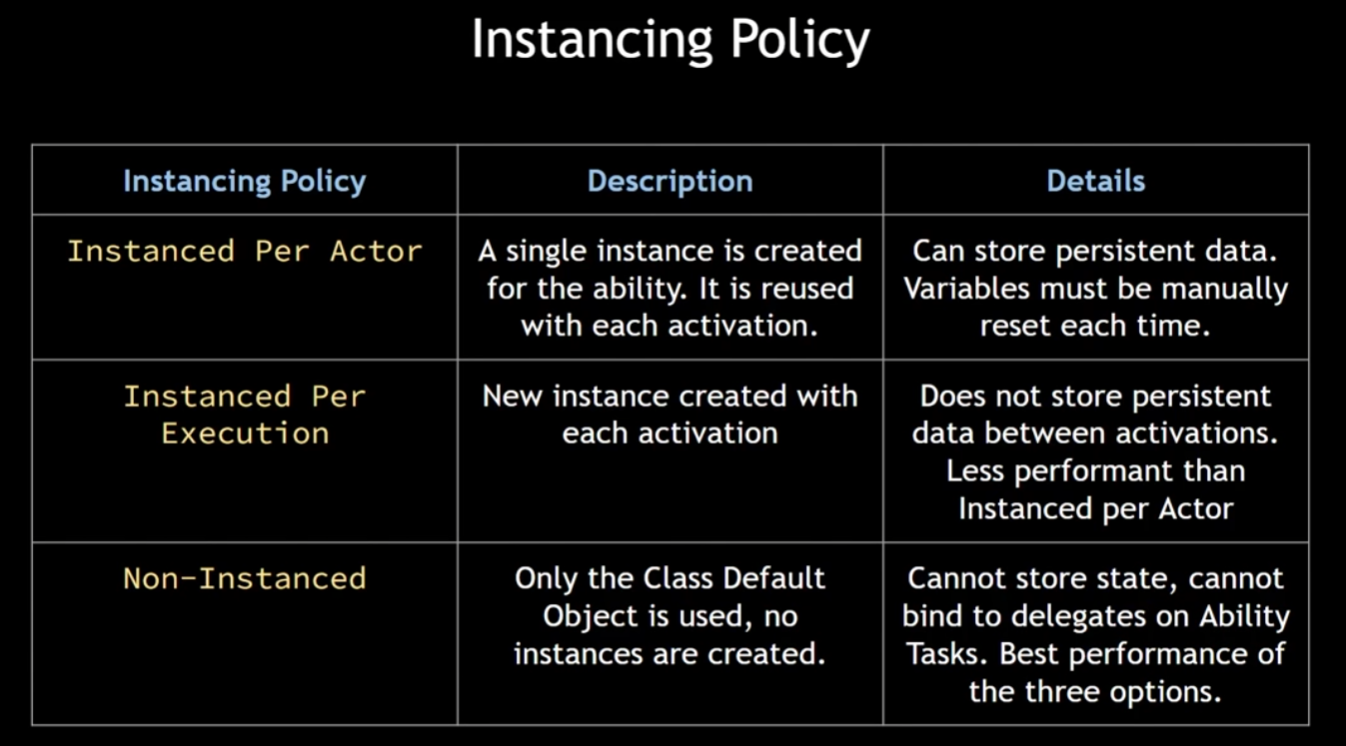 Instancing Policy
Instancing Policy
Description
Details
Instanced Per Actor
A single instance is created
for the ability. It is reused
with each activation.
Can store persistent data.
Variables must be manually
reset each time.
Instanced Per
Execution
New instance created with
each activation
Does not store persistent
data between activations.
Less performant than
Instanced per Actor
Non-Instanced
Only the Class Default
Object is used, no
instances are created.
Cannot store state, cannot
bind to delegates on Ability
Tasks. Best performance of
the three options.